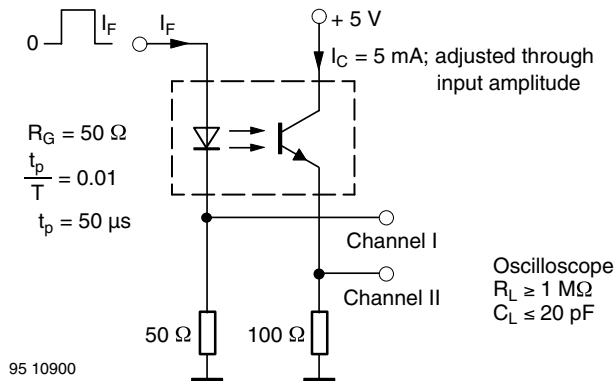 I_F
I_F
0
+ 5 V
I_C = 5 mA; adjusted through
input amplitude
R_G = 50 Ω
t_p
T
= 0.01
t_p = 50 μs
Channel I
Channel II
Oscilloscope
R_L ≥ 1 MΩ
C_L ≤ 20 pF
50 Ω
100 Ω
95 10900